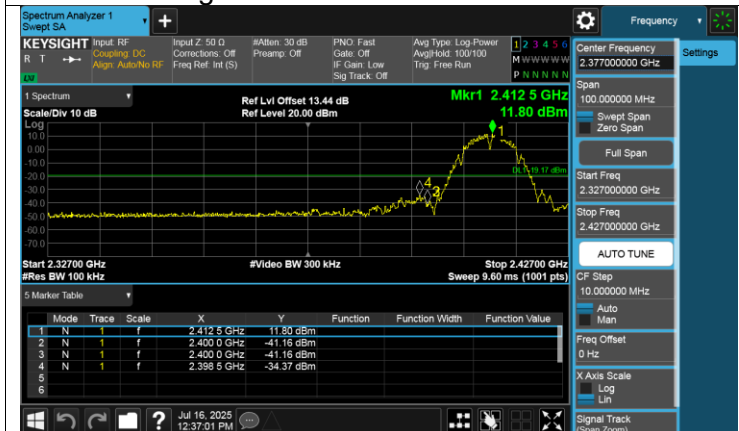 Spectrum Analyzer 1
Swept SA
+
Frequency
KEYSIGHT
R T
LXI
Input: RF
Coupling: DC
Align: Auto/No RF
Input Z: 50 Ω
Corrections: Off
Freq Ref: Int (S)
#Atten: 30 dB
Preamp: Off
PNO: Fast
Gate: Off
IF Gain: Low
Sig Track: Off
Avg Type: Log-Power
Avg|Hold: 100/100
Trig: Free Run
1 2 3 4 5 6
M W W W W W
P N N N N N
1 Spectrum
Scale/Div 10 dB
Log
Ref Lvl Offset 13.44 dB
Ref Level 20.00 dBm
Mkr1 2.412 5 GHz
11.80 dBm
10.0
0.00
-10.0
-20.0
-30.0
-40.0
-50.0
-60.0
-70.0
1
DL1 -19.17 dBm
4
Start 2.32700 GHz
#Res BW 100 kHz
#Video BW 300 kHz
Stop 2.42700 GHz
Sweep 9.60 ms (1001 pts)
5 Marker Table
Mode Trace Scale X Y Function Function Width Function Value
1 N 1 f 2.412 5 GHz 11.80 dBm
2 N 1 f 2.400 0 GHz -41.16 dBm
3 N 1 f 2.400 0 GHz -41.16 dBm
4 N 1 f 2.398 5 GHz -34.37 dBm
5
6
?
Jul 16, 2025
12:37:01 PM
Center Frequency
2.377000000 GHz
Settings
Span
100.000000 MHz
Swept Span
Zero Span
Full Span
Start Freq
2.327000000 GHz
Stop Freq
2.427000000 GHz
AUTO TUNE
CF Step
10.000000 MHz
Auto
Man
Freq Offset
0 Hz
X Axis Scale
Log
Lin
Signal Track
(Span Zoom)